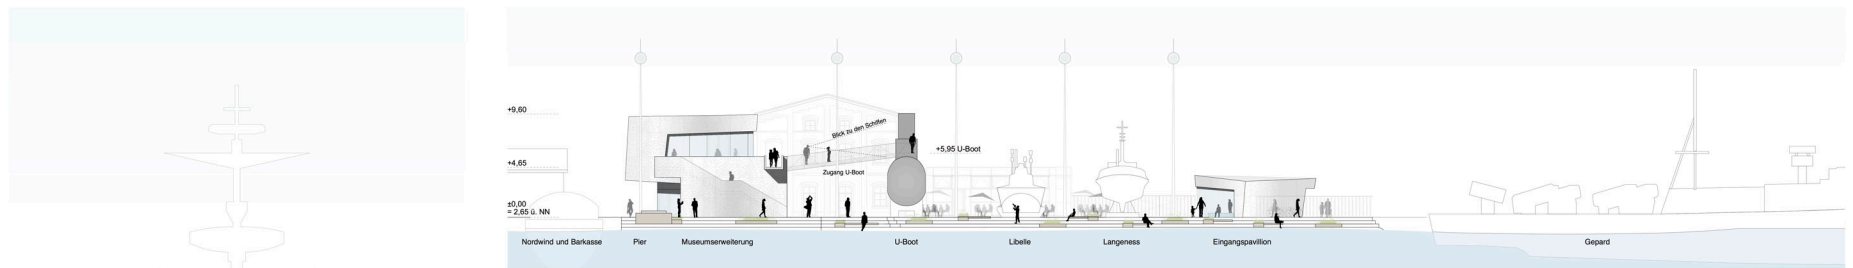 +9,60
Blick zu den Schiffen
+5,95 U-Boot
+4,65
Zugang U-Boot
±0,00
= 2,65 ü. NN
Nordwind und Barkasse
Pier
Museumserweiterung
U-Boot
Libelle
Langeness
Eingangspavillion
Gepard